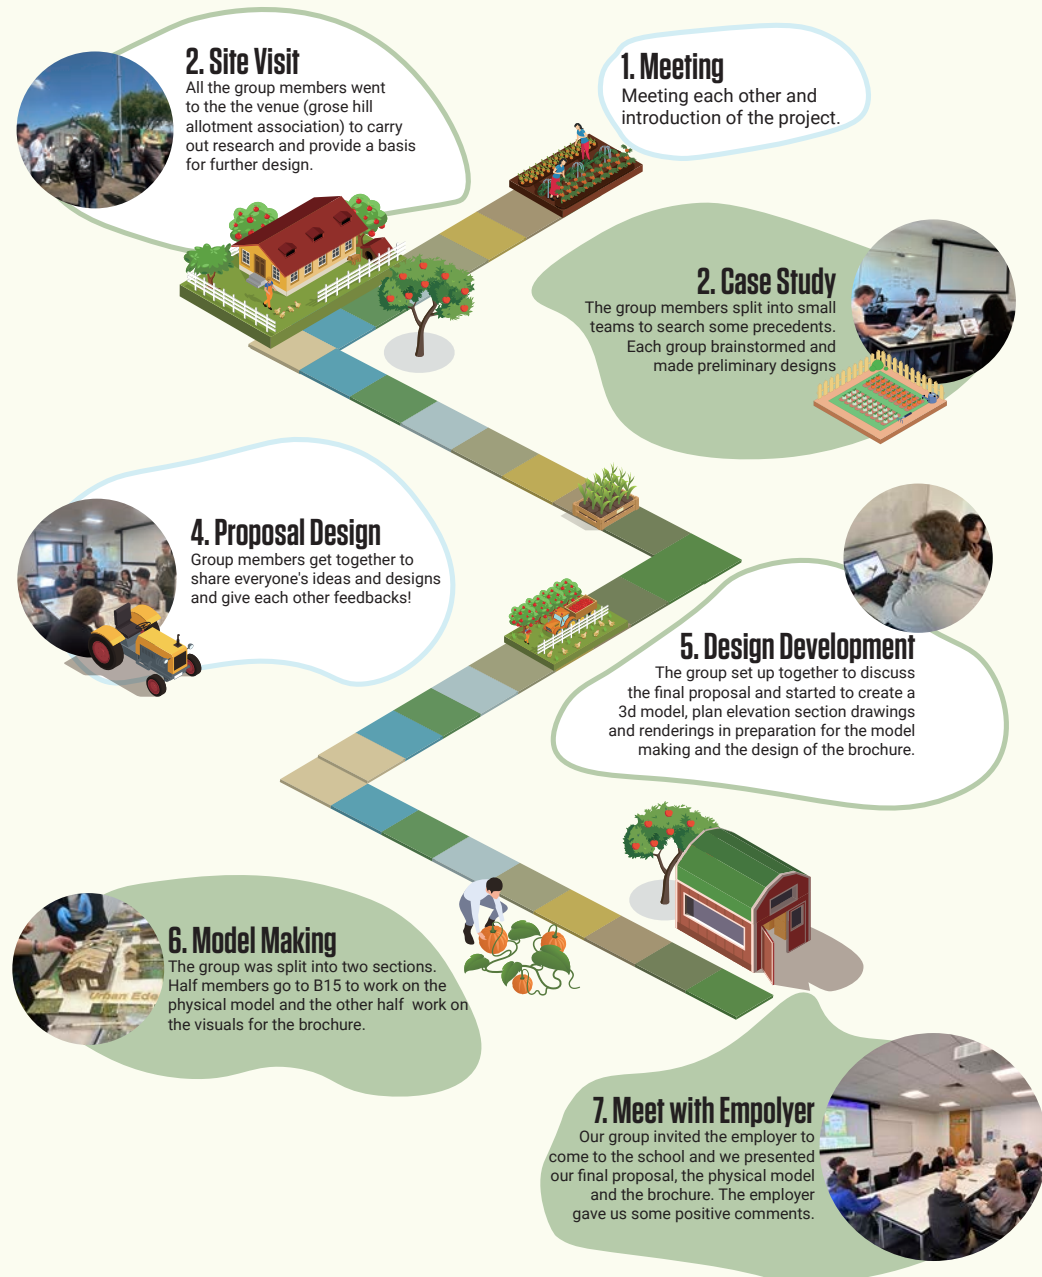 1. Meeting
Meeting each other and
introduction of the project.
2. Site Visit
All the group members went
to the the venue (grose hill
allotment association) to carry
out research and provide a basis
for further design.
2. Case Study
The group members split into small
teams to search some precedents.
Each group brainstormed and
made preliminary designs
4. Proposal Design
Group members get together to
share everyone's ideas and designs
and give each other feedbacks!
5. Design Development
The group set up together to discuss
the final proposal and started to create a
3d model, plan elevation section drawings
and renderings in preparation for the model
making and the design of the brochure.
6. Model Making
The group was split into two sections.
Half members go to B15 to work on the
physical model and the other half work on
the visuals for the brochure.
Urban Ede
7. Meet with Empolyer
Our group invited the employer to
come to the school and we presented
our final proposal, the physical model
and the brochure. The employer
gave us some positive comments.